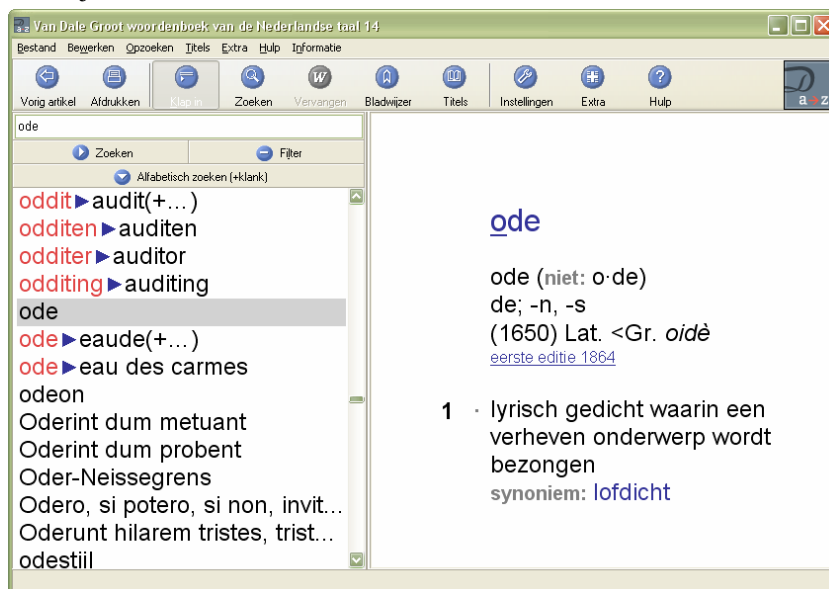 Van Dale Groot woordenboek van de Nederlandse taal 14
Bestand Bewerken Opzoeken Titels Extra Hulp Informatie
Vorig artikel Afdrukken Klap in Zoeken Vervangen Bladwijzer Titels Instellingen Extra Hulp
a z
ode
Zoeken Filter
Alfabetisch zoeken (+klank)
oddit▶audit(+...)
odditen▶auditen
odditer▶auditor
odditing▶auditing
ode
ode▶eaude(+...)
ode▶eau des carmes
odeon
Oderint dum metuant
Oderint dum probent
Oder-Neissegrens
Odero, si potero, si non, invit...
Oderunt hilarem tristes, trist...
odestiil
ode
ode (niet: o·de)
de; -n, -s
(1650) Lat. <Gr. oidè
eerste editie 1864
1 · lyrisch gedicht waarin een
verheven onderwerp wordt
bezongen
synoniem: lofdicht